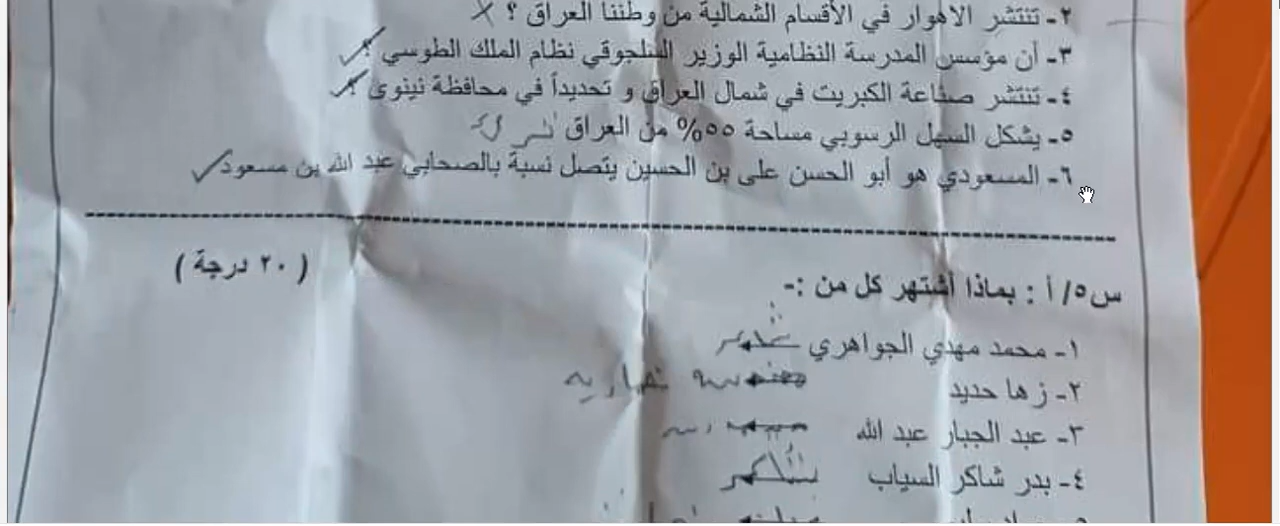 ٢- تنتشر الاهوار في الأقسام الشمالية من وطننا العراق ؟ ✗
٣- أن مؤسس المدرسة النظامية الوزير السلجوقي نظام الملك الطوسي ؟ ✓
٤- تنتشر صناعة الكبريت في شمال العراق و تحديداً في محافظة نينوى ؟ ✓
٥- يشكل السهل الرسوبي مساحة ٥٥% من العراق
٦- المسعودي هو أبو الحسن على بن الحسين يتصل نسبة بالصحابي عبد الله بن مسعود ✓
( ٢٠ درجة )
س٥/ أ : بماذا أشتهر كل من :-
١- محمد مهدي الجواهري شاعر
٢- زها حديد مهندسه معماريه
٣- عبد الجبار عبد الله
٤- بدر شاكر السياب شاعر